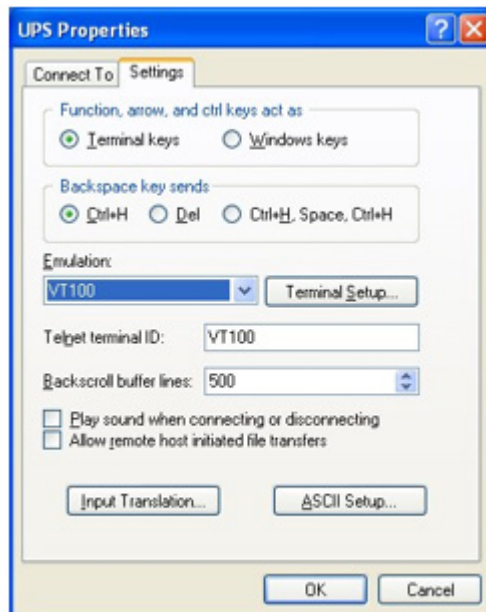 UPS Properties
Connect To Settings
Function, arrow, and ctrl keys act as
Terminal keys Windows keys
Backspace key sends
Ctrl+H Del Ctrl+H, Space, Ctrl+H
Emulation:
VT100 Terminal Setup...
Telnet terminal ID: VT100
Backscroll buffer lines: 500
Play sound when connecting or disconnecting
Allow remote host initiated file transfers
Input Translation... ASCII Setup...
OK Cancel